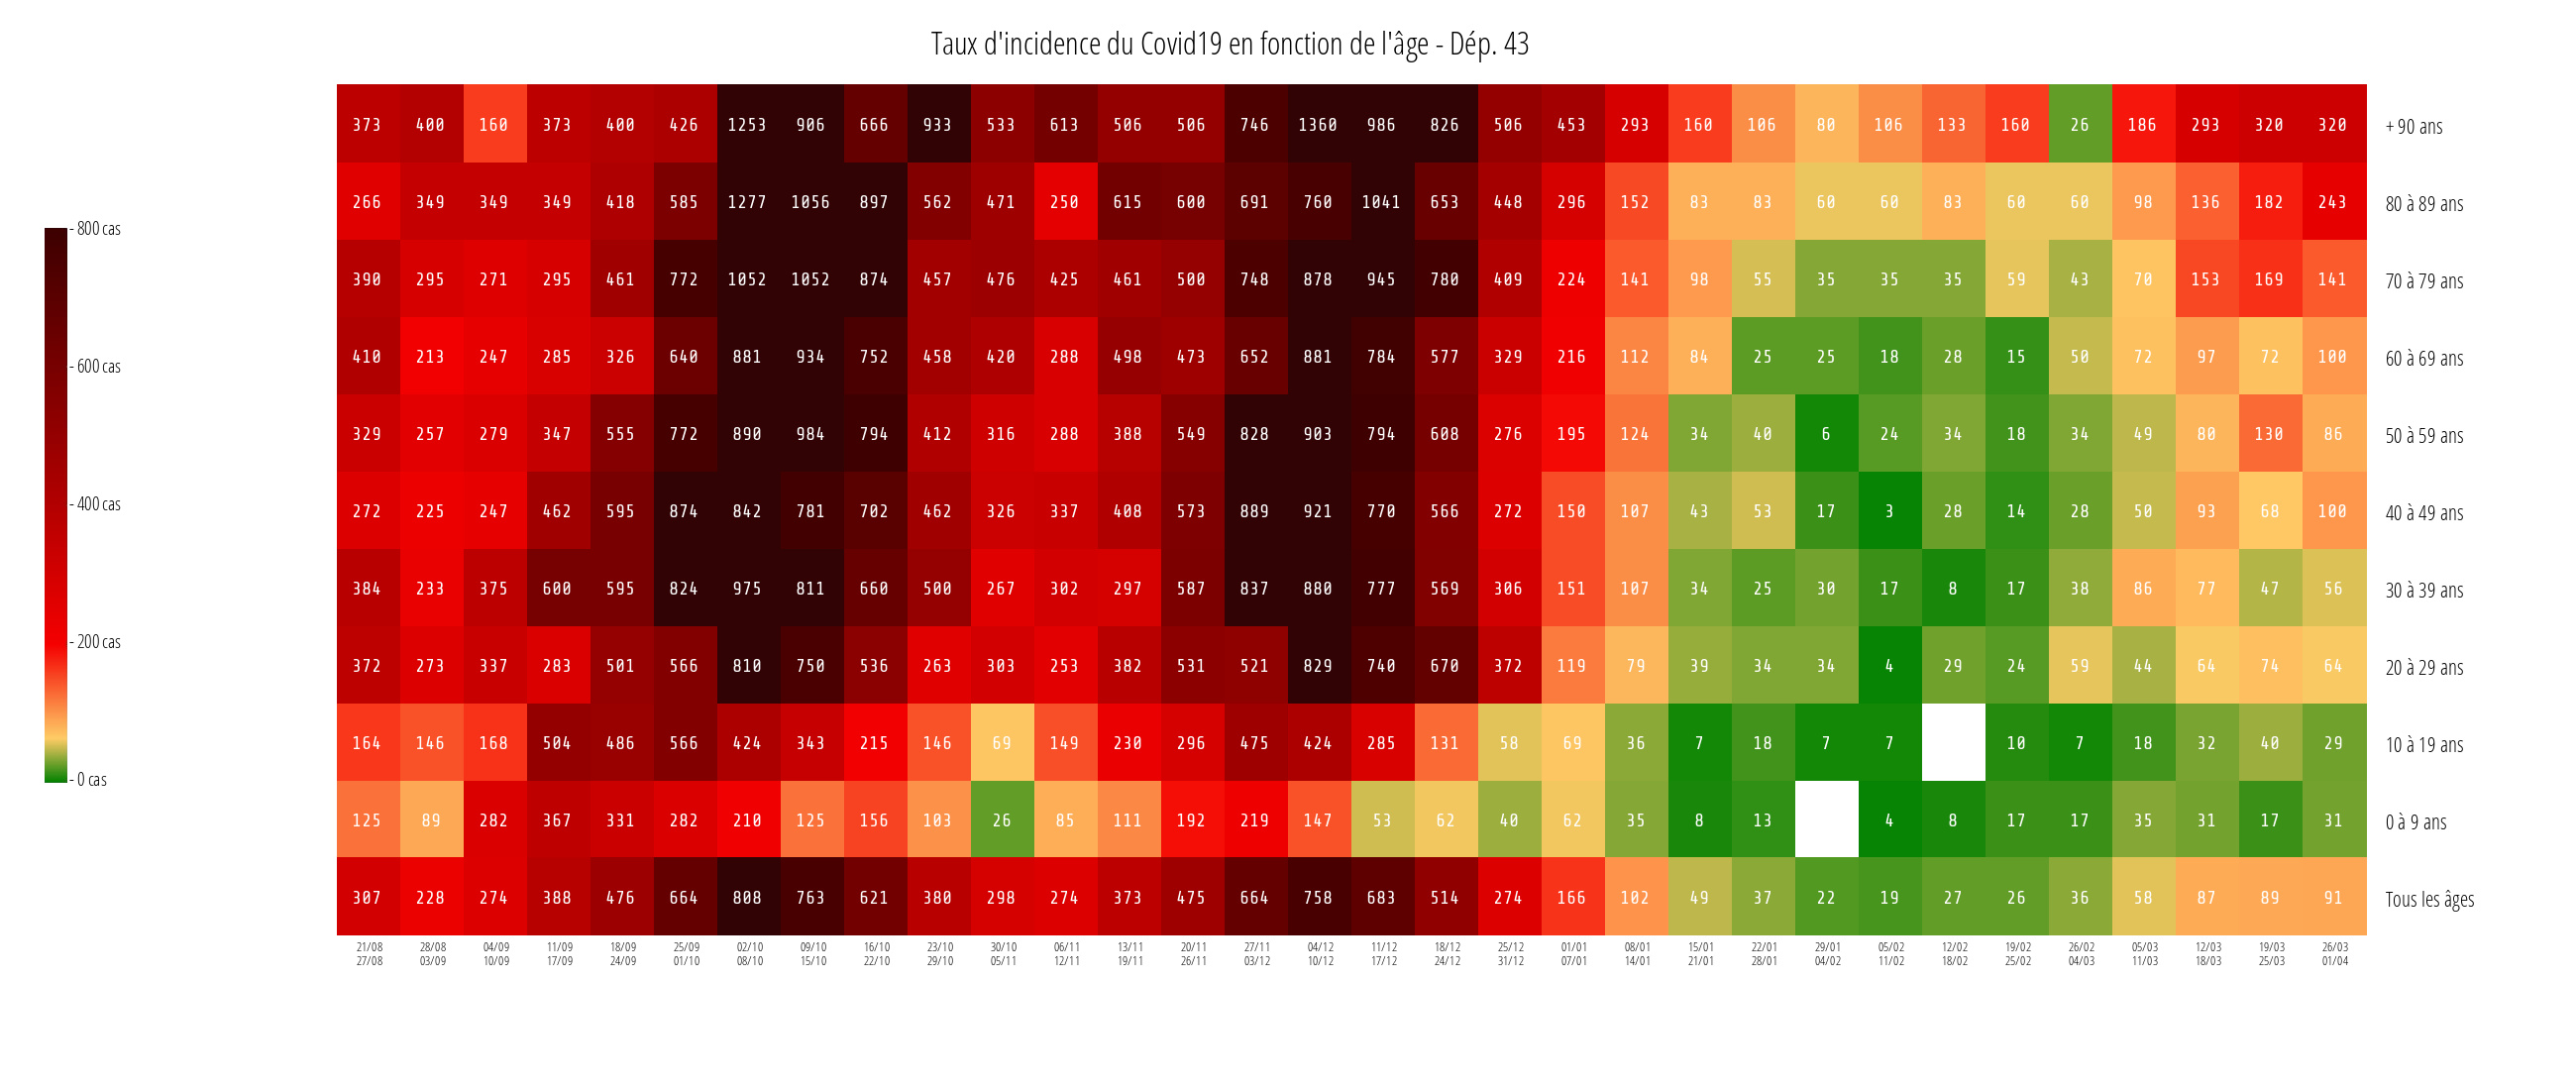 Taux d'incidence du Covid19 en fonction de l'âge - Dép. 43
373 400 160 373 400 426 1253 906 666 933 533 613 506 506 746 1360 986 826 506 453 293 160 106 80 106 133 160 26 186 293 320 320 + 90 ans
266 349 349 349 418 585 1277 1056 897 562 471 250 615 600 691 760 1041 653 448 296 152 83 83 60 60 83 60 60 98 136 182 243 80 à 89 ans
- 800 cas
390 295 271 295 461 772 1052 1052 874 457 476 425 461 500 748 878 945 780 409 224 141 98 55 35 35 35 59 43 70 153 169 141 70 à 79 ans
410 213 247 285 326 640 881 934 752 458 420 288 498 473 652 881 784 577 329 216 112 84 25 25 18 28 15 50 72 97 72 100 60 à 69 ans
- 600 cas
329 257 279 347 555 772 890 984 794 412 316 288 388 549 828 903 794 608 276 195 124 34 40 6 24 34 18 34 49 80 130 86 50 à 59 ans
- 400 cas
272 225 247 462 595 874 842 781 702 462 326 337 408 573 889 921 770 566 272 150 107 43 53 17 3 28 14 28 50 93 68 100 40 à 49 ans
384 233 375 600 595 824 975 811 660 500 267 302 297 587 837 880 777 569 306 151 107 34 25 30 17 8 17 38 86 77 47 56 30 à 39 ans
- 200 cas
372 273 337 283 501 566 810 750 536 263 303 253 382 531 521 829 740 670 372 119 79 39 34 34 4 29 24 59 44 64 74 64 20 à 29 ans
164 146 168 504 486 566 424 343 215 146 69 149 230 296 475 424 285 131 58 69 36 7 18 7 7 10 7 18 32 40 29 10 à 19 ans
- 0 cas
125 89 282 367 331 282 210 125 156 103 26 85 111 192 219 147 53 62 40 62 35 8 13 4 8 17 17 35 31 17 31 0 à 9 ans
307 228 274 388 476 664 808 763 621 380 298 274 373 475 664 758 683 514 274 166 102 49 37 22 19 27 26 36 58 87 89 91 Tous les âges
21/08 28/08 04/09 11/09 18/09 25/09 02/10 09/10 16/10 23/10 30/10 06/11 13/11 20/11 27/11 04/12 11/12 18/12 25/12 01/01 08/01 15/01 22/01 29/01 05/02 12/02 19/02 26/02 05/03 12/03 19/03 26/03
27/08 03/09 10/09 17/09 24/09 01/10 08/10 15/10 22/10 29/10 05/11 12/11 19/11 26/11 03/12 10/12 17/12 24/12 31/12 07/01 14/01 21/01 28/01 04/02 11/02 18/02 25/02 04/03 11/03 18/03 25/03 01/04